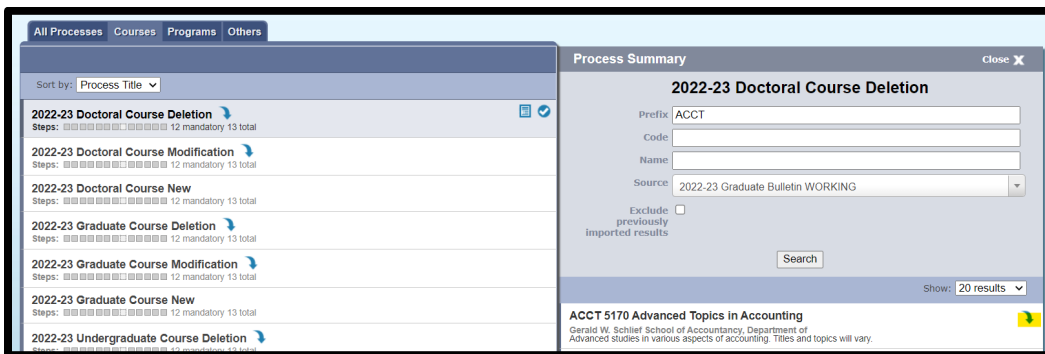 All Processes Courses Programs Others
Sort by: Process Title
2022-23 Doctoral Course Deletion
Steps: 12 mandatory 13 total
2022-23 Doctoral Course Modification
Steps: 12 mandatory 13 total
2022-23 Doctoral Course New
Steps: 12 mandatory 13 total
2022-23 Graduate Course Deletion
Steps: 12 mandatory 13 total
2022-23 Graduate Course Modification
Steps: 12 mandatory 13 total
2022-23 Graduate Course New
Steps: 12 mandatory 13 total
2022-23 Undergraduate Course Deletion
Steps: 12 mandatory 13 total
Process Summary Close X
2022-23 Doctoral Course Deletion
Prefix ACCT
Code
Name
Source 2022-23 Graduate Bulletin WORKING
Exclude
previously
imported results
Search
Show: 20 results
ACCT 5170 Advanced Topics in Accounting
Gerald W. Schlief School of Accountancy, Department of
Advanced studies in various aspects of accounting. Titles and topics will vary.